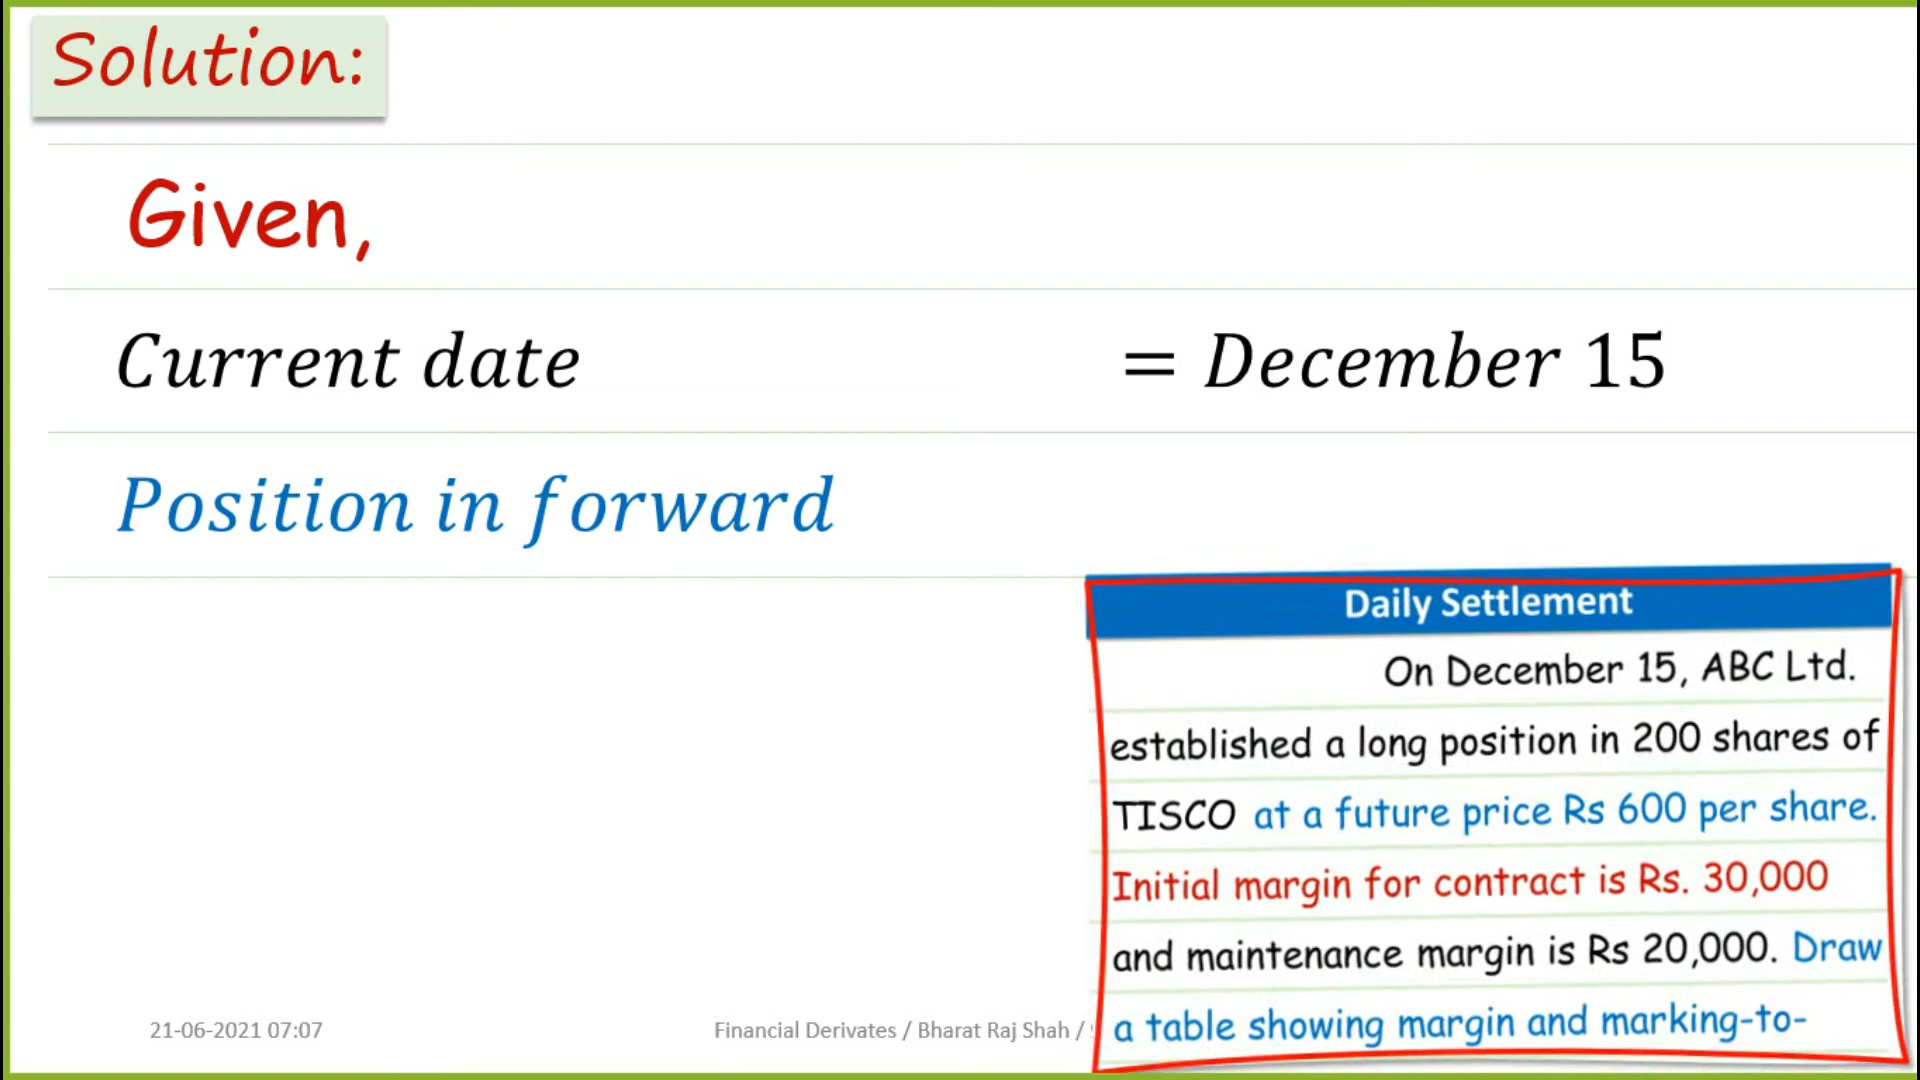 Solution:
Given,
Current date = December 15
Position in forward
Daily Settlement
On December 15, ABC Ltd.
established a long position in 200 shares of
TISCO at a future price Rs 600 per share.
Initial margin for contract is Rs. 30,000
and maintenance margin is Rs 20,000. Draw
a table showing margin and marking-to-
21-06-2021 07:07
Financial Derivates / Bharat Raj Shah /